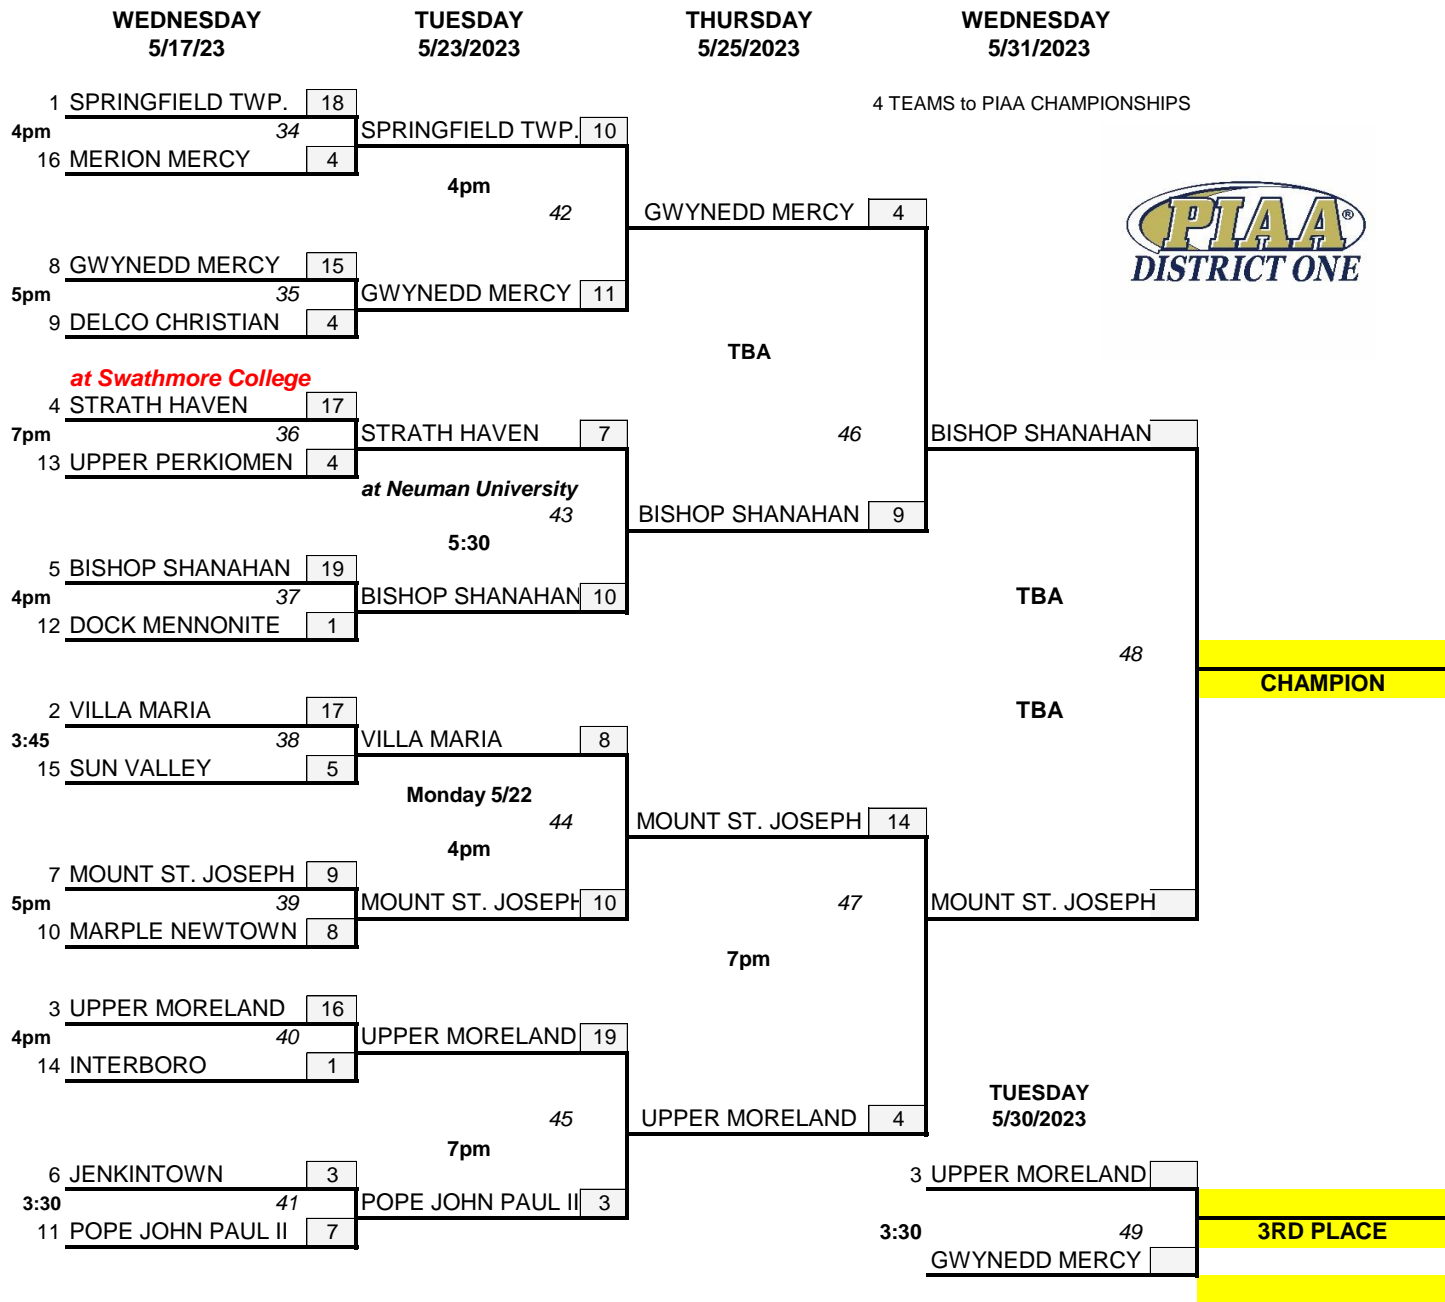 WEDNESDAY TUESDAY THURSDAY WEDNESDAY
5/17/23 5/23/2023 5/25/2023 5/31/2023
1 SPRINGFIELD TWP. 18 4 TEAMS to PIAA CHAMPIONSHIPS
4pm 34 SPRINGFIELD TWP. 10
16 MERION MERCY 4
4pm
42 GWYNEDD MERCY 4
PIAA®
DISTRICT ONE
8 GWYNEDD MERCY 15
5pm 35 GWYNEDD MERCY 11
9 DELCO CHRISTIAN 4
TBA
at Swathmore College
4 STRATH HAVEN 17
7pm 36 STRATH HAVEN 7 46 BISHOP SHANAHAN
13 UPPER PERKIOMEN 4
at Neuman University
43 BISHOP SHANAHAN 9
5:30
5 BISHOP SHANAHAN 19
4pm 37 BISHOP SHANAHAN 10 TBA
12 DOCK MENNONITE 1
48
CHAMPION
2 VILLA MARIA 17 TBA
3:45 38 VILLA MARIA 8
15 SUN VALLEY 5
Monday 5/22
44 MOUNT ST. JOSEPH 14
4pm
7 MOUNT ST. JOSEPH 9
5pm 39 MOUNT ST. JOSEPH 10 47 MOUNT ST. JOSEPH
10 MARPLE NEWTOWN 8
7pm
3 UPPER MORELAND 16
4pm 40 UPPER MORELAND 19
14 INTERBORO 1
TUESDAY
45 UPPER MORELAND 4 5/30/2023
7pm
6 JENKINTOWN 3 3 UPPER MORELAND
3:30 41 POPE JOHN PAUL II 3
11 POPE JOHN PAUL II 7 3:30 49 3RD PLACE
GWYNEDD MERCY